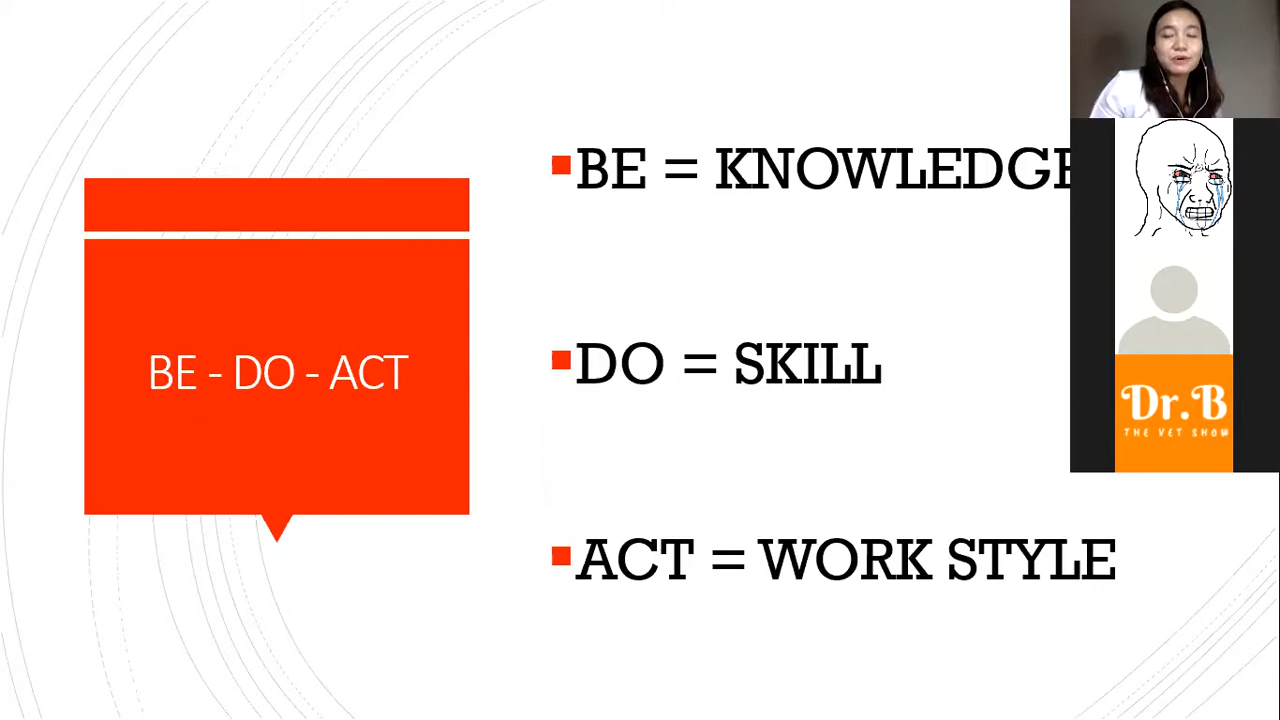 BE - DO - ACT
BE = KNOWLEDGE
DO = SKILL
ACT = WORK STYLE
Dr.B
THE VET SHOW